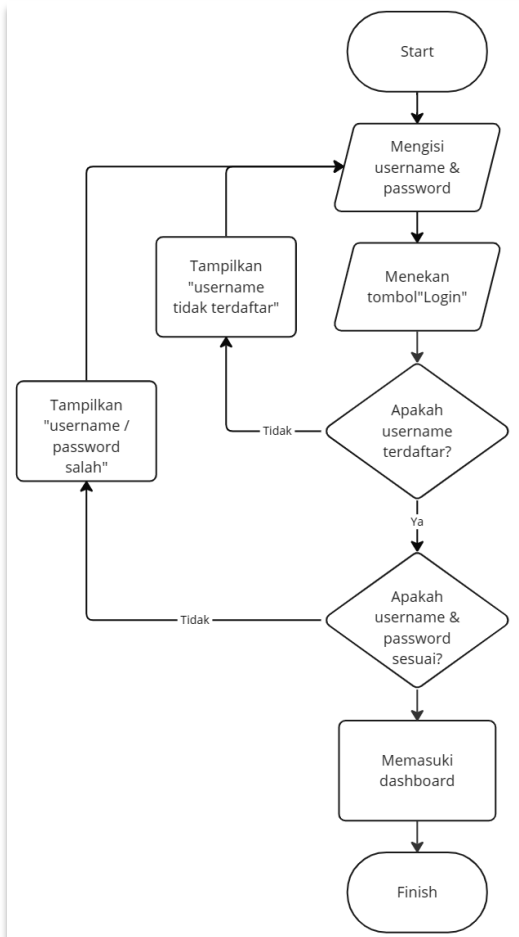 Start
Mengisi
username &
password
Tampilkan
"username
tidak terdaftar"
Menekan
tombol"Login"
Tampilkan
"username /
password
salah"
Tidak
Apakah
username
terdaftar?
Ya
Tidak
Apakah
username &
password
sesuai?
Memasuki
dashboard
Finish